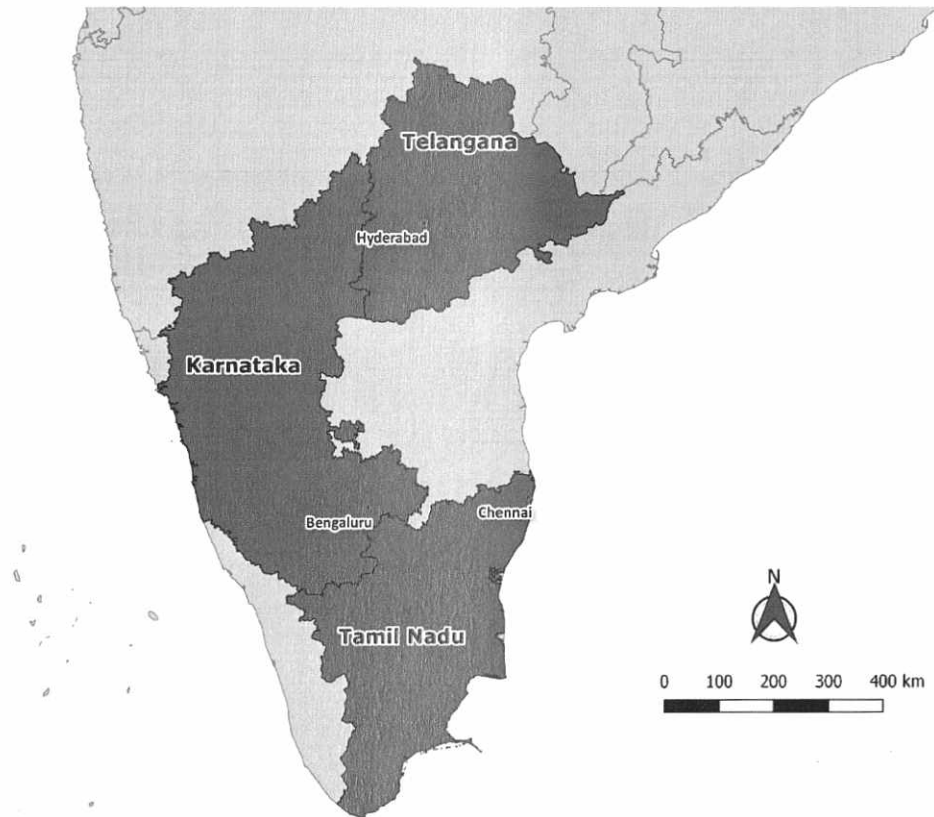 Telangana
Hyderabad
Karnataka
Bengaluru
Chennai
Tamil Nadu
N
0 100 200 300 400 km